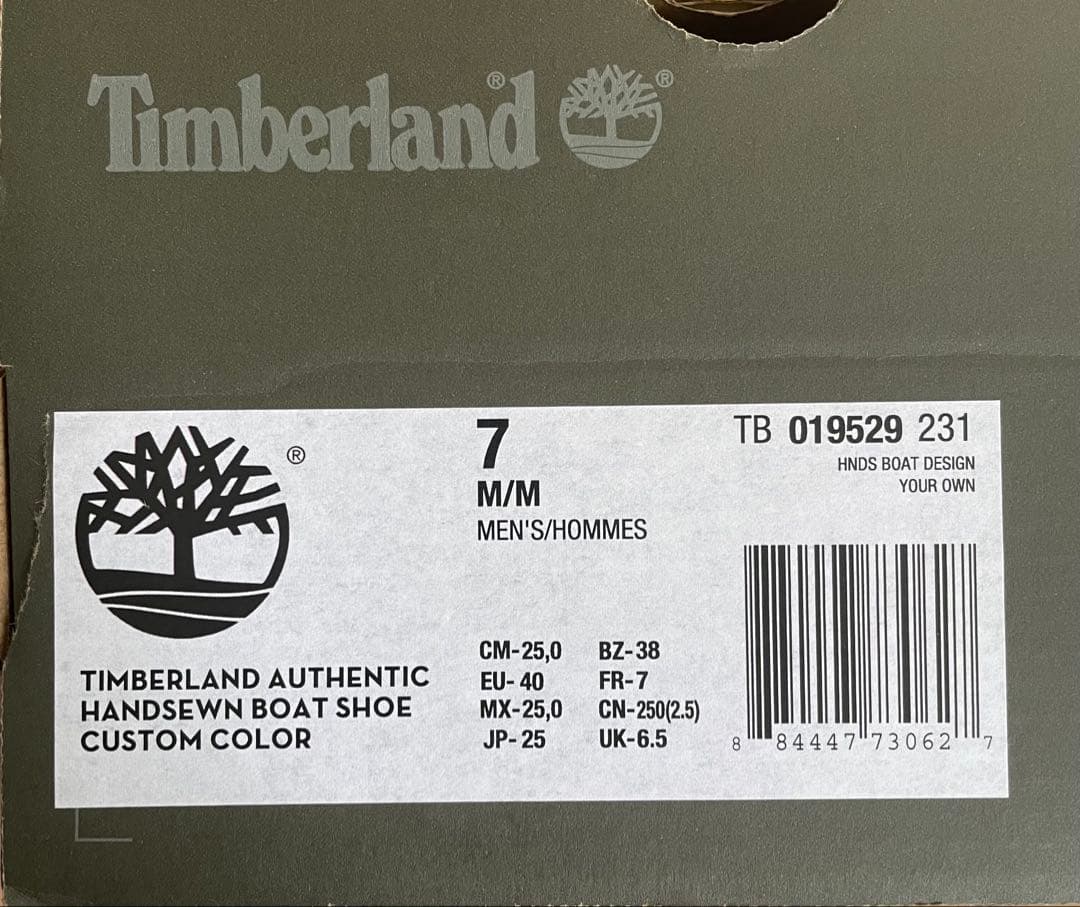 Timberland® ®
®
7
M/M
MEN'S/HOMMES
TB 019529 231
HNDS BOAT DESIGN
YOUR OWN
TIMBERLAND AUTHENTIC
HANDSEWN BOAT SHOE
CUSTOM COLOR
CM-25,0 BZ-38
EU-40 FR-7
MX-25,0 CN-250(2.5)
JP-25 UK-6.5
8 84447 73062 7